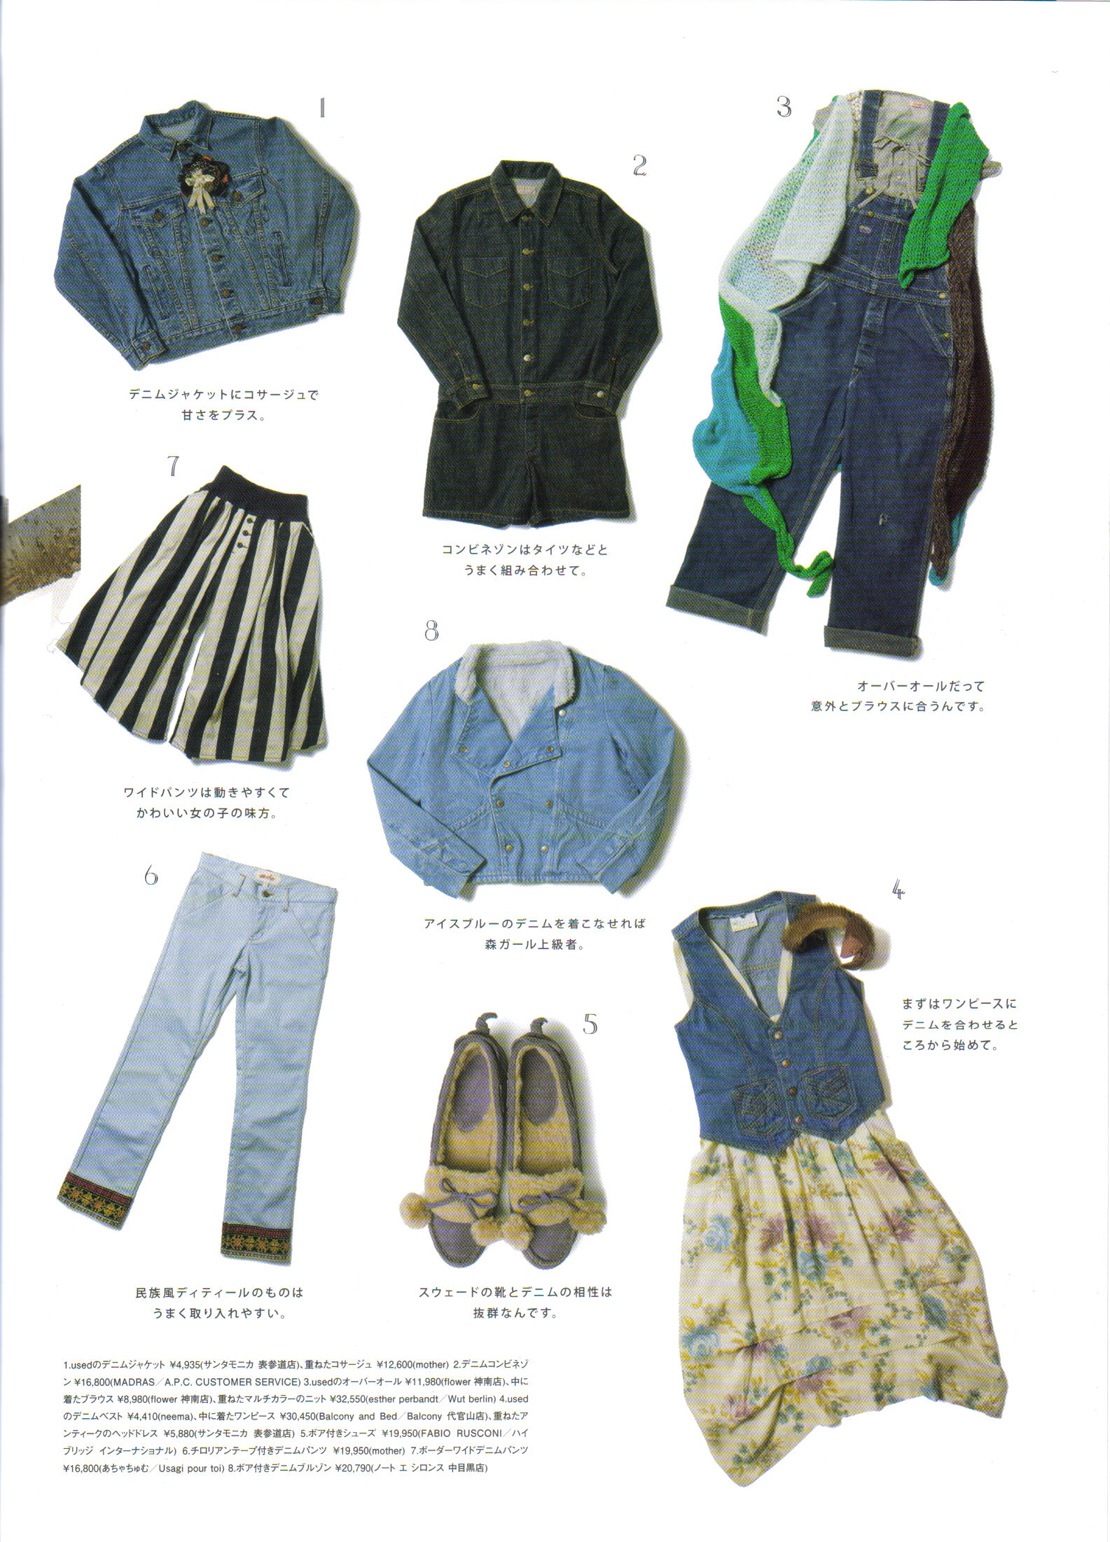 1
デニムジャケットにコサージュで
甘さをプラス。
2
コンビネゾンはタイツなどと
うまく組み合わせて。
3
オーバーオールだって
意外とブラウスに合うんです。
7
ワイドパンツは動きやすくて
かわいい女の子の味方。
8
アイスブルーのデニムを着こなせれば
森ガール上級者。
6
民族風ディティールのものは
うまく取り入れやすい。
5
スウェードの靴とデニムの相性は
抜群なんです。
4
まずはワンピースに
デニムを合わせると
ころから始めて。
1.usedのデニムジャケット ¥4,935(サンタモニカ 表参道店)、重ねたコサージュ ¥12,600(mother) 2.デニムコンビネゾ
ン ¥16,800(MADRAS／A.P.C. CUSTOMER SERVICE) 3.usedのオーバーオール ¥11,980(flower 神南店)、中に
着たブラウス ¥8,980(flower 神南店)、重ねたマルチカラーのニット ¥32,550(esther perbandt／Wut berlin) 4.used
のデニムベスト ¥4,410(neema)、中に着たワンピース ¥30,450(Balcony and Bed／Balcony 代官山店)、重ねたア
ンティークのヘッドドレス ¥5,880(サンタモニカ 表参道店) 5.ボア付きシューズ ¥19,950(FABIO RUSCONI／ハイ
ブリッジ インターナショナル) 6.チロリアンテープ付きデニムパンツ ¥19,950(mother) 7.ボーダーワイドデニムパンツ
¥16,800(あちゃちゅむ／Usagi pour toi) 8.ボア付きデニムブルゾン ¥20,790(ノート エ シロンス 中目黒店)